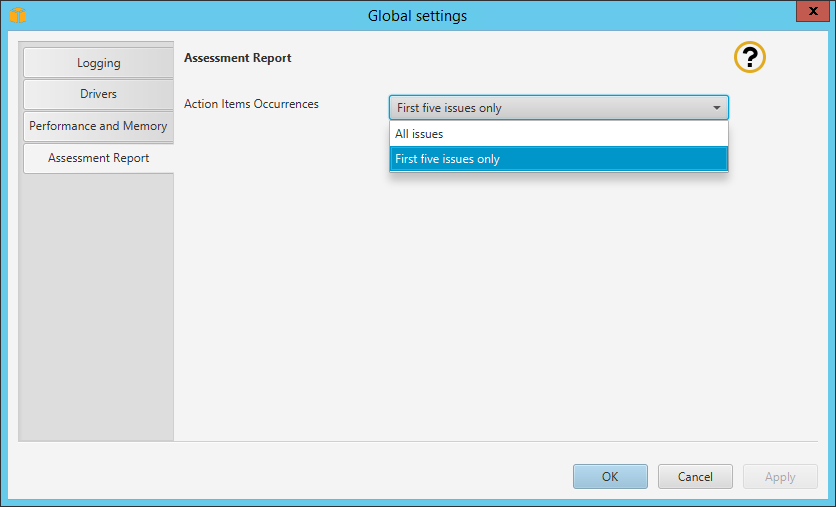 Global settings
x
Logging
Drivers
Performance and Memory
Assessment Report
Assessment Report
?
Action Items Occurrences
First five issues only
All issues
First five issues only
OK
Cancel
Apply